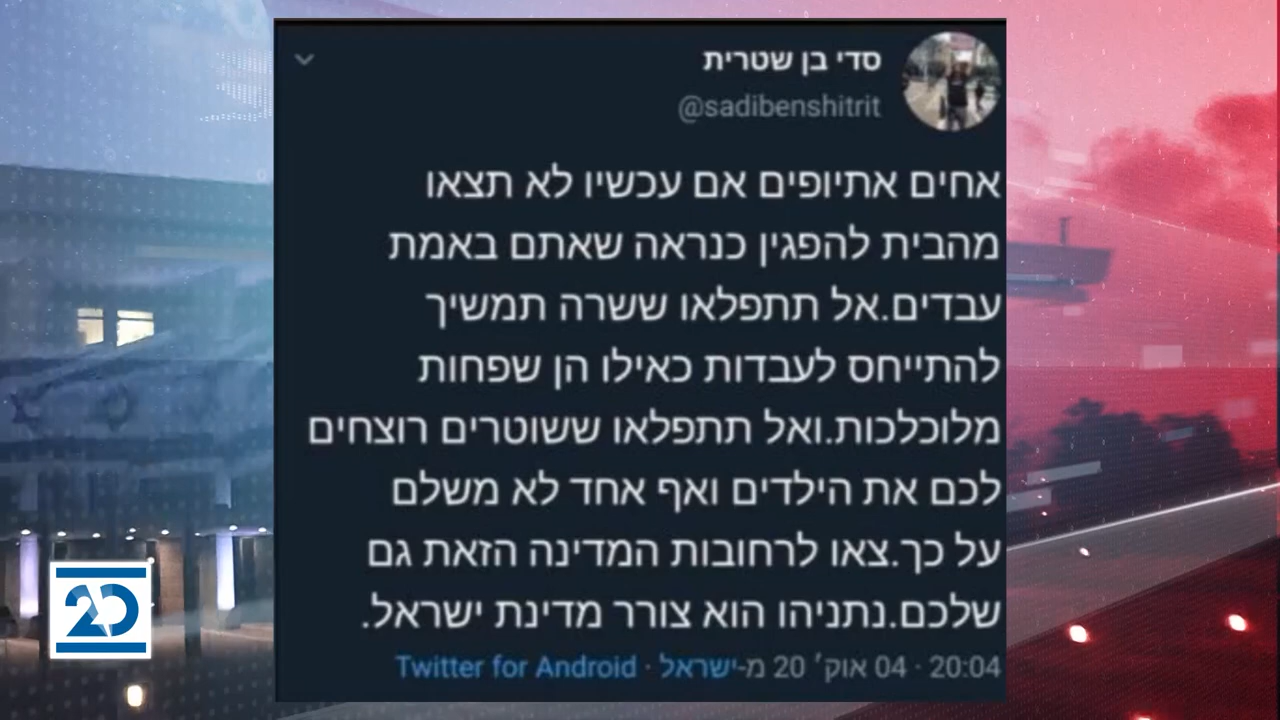 סדי בן שטרית
@sadibenshitrit
אחים אתיופים אם עכשיו לא תצאו
מהבית להפגין כנראה שאתם באמת
עבדים.אל תתפלאו ששרה תמשיך
להתייחס לעבדות כאילו הן שפחות
מלוכלכות.ואל תתפלאו ששוטרים רוצחים
לכם את הילדים ואף אחד לא משלם
על כך.צאו לרחובות המדינה הזאת גם
שלכם.נתניהו הוא צורר מדינת ישראל.
20:04 · 04 אוק׳ 20 מ-ישראל · Twitter for Android
20